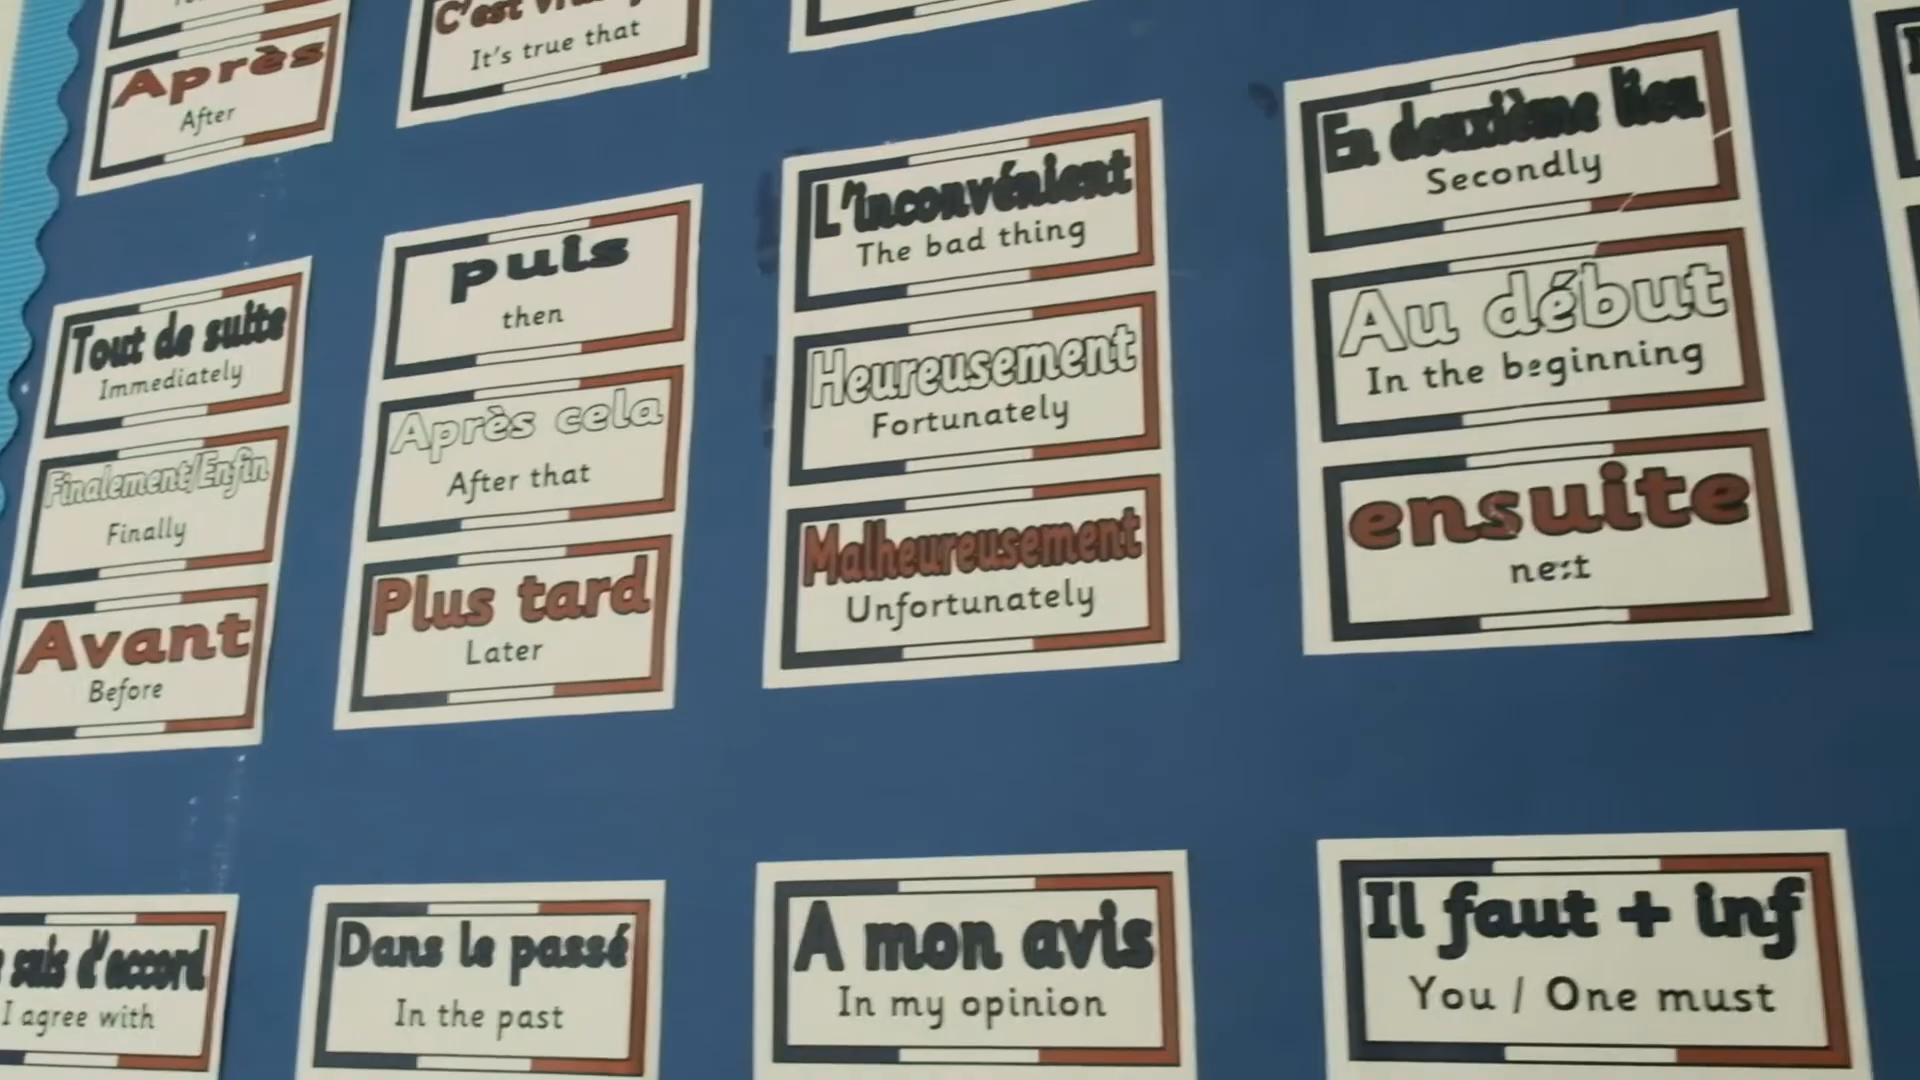 Après
After
C'est
It's true that
Tout de suite
Immediately
Finalement/Enfin
Finally
Avant
Before
puis
then
Après cela
After that
Plus tard
Later
L'inconvénient
The bad thing
Heureusement
Fortunately
Malheureusement
Unfortunately
En deuxième lieu
Secondly
Au début
In the beginning
ensuite
next
suis d'accord
I agree with
Dans le passé
In the past
A mon avis
In my opinion
Il faut + inf
You / One must